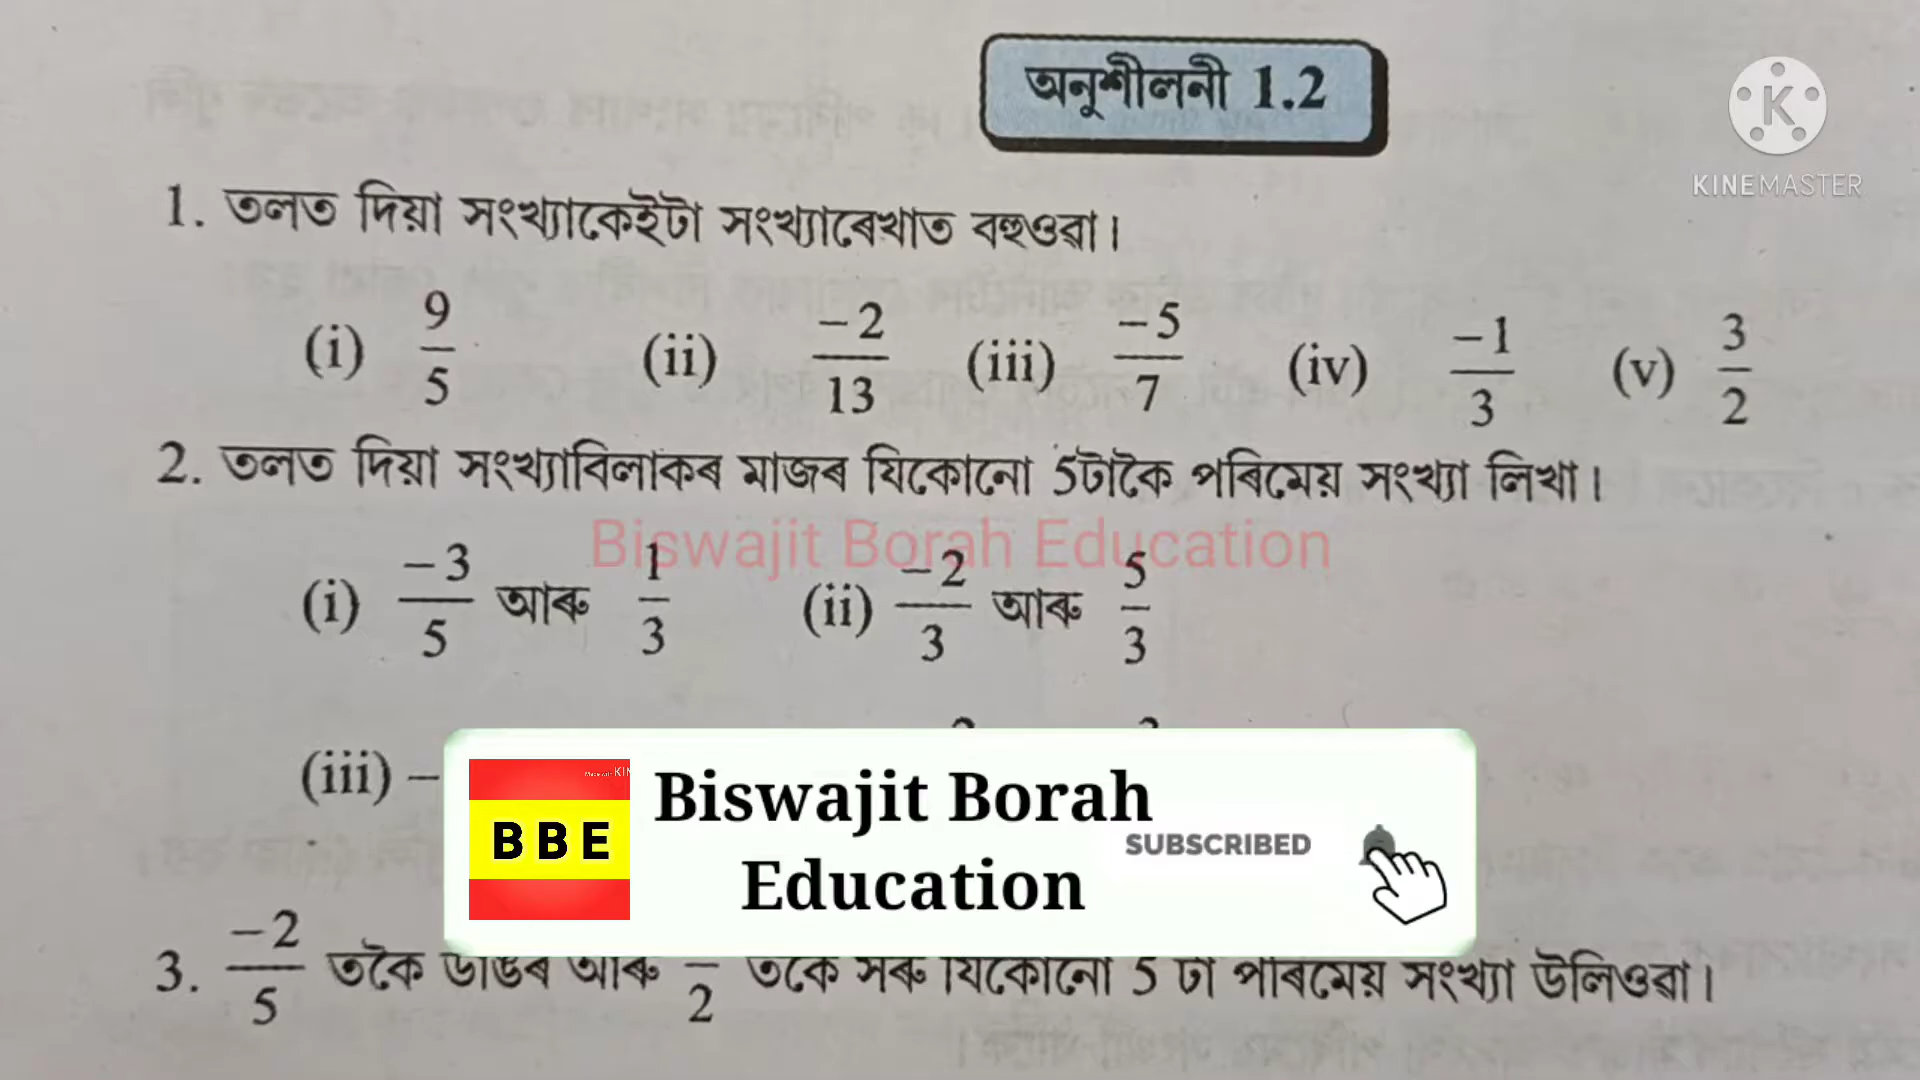 অনুশীলনী 1.2
KINEMASTER
1. তলত দিয়া সংখ্যাকেইটা সংখ্যাৰেখাত বহুওৱা।
(i) 9/5 (ii) -2/13 (iii) -5/7 (iv) -1/3 (v) 3/2
2. তলত দিয়া সংখ্যাবিলাকৰ মাজৰ যিকোনো 5টাকৈ পৰিমেয় সংখ্যা লিখা।
Biswajit Borah Education
(i) -3/5 আৰু 1/3 (ii) -2/3 আৰু 5/3
(iii) –
BBE
Biswajit Borah
Education
SUBSCRIBED
3. -2/5 তকৈ ডাঙৰ আৰু 2 তকৈ সৰু যিকোনো 5 টা পৰিমেয় সংখ্যা উলিওৱা।